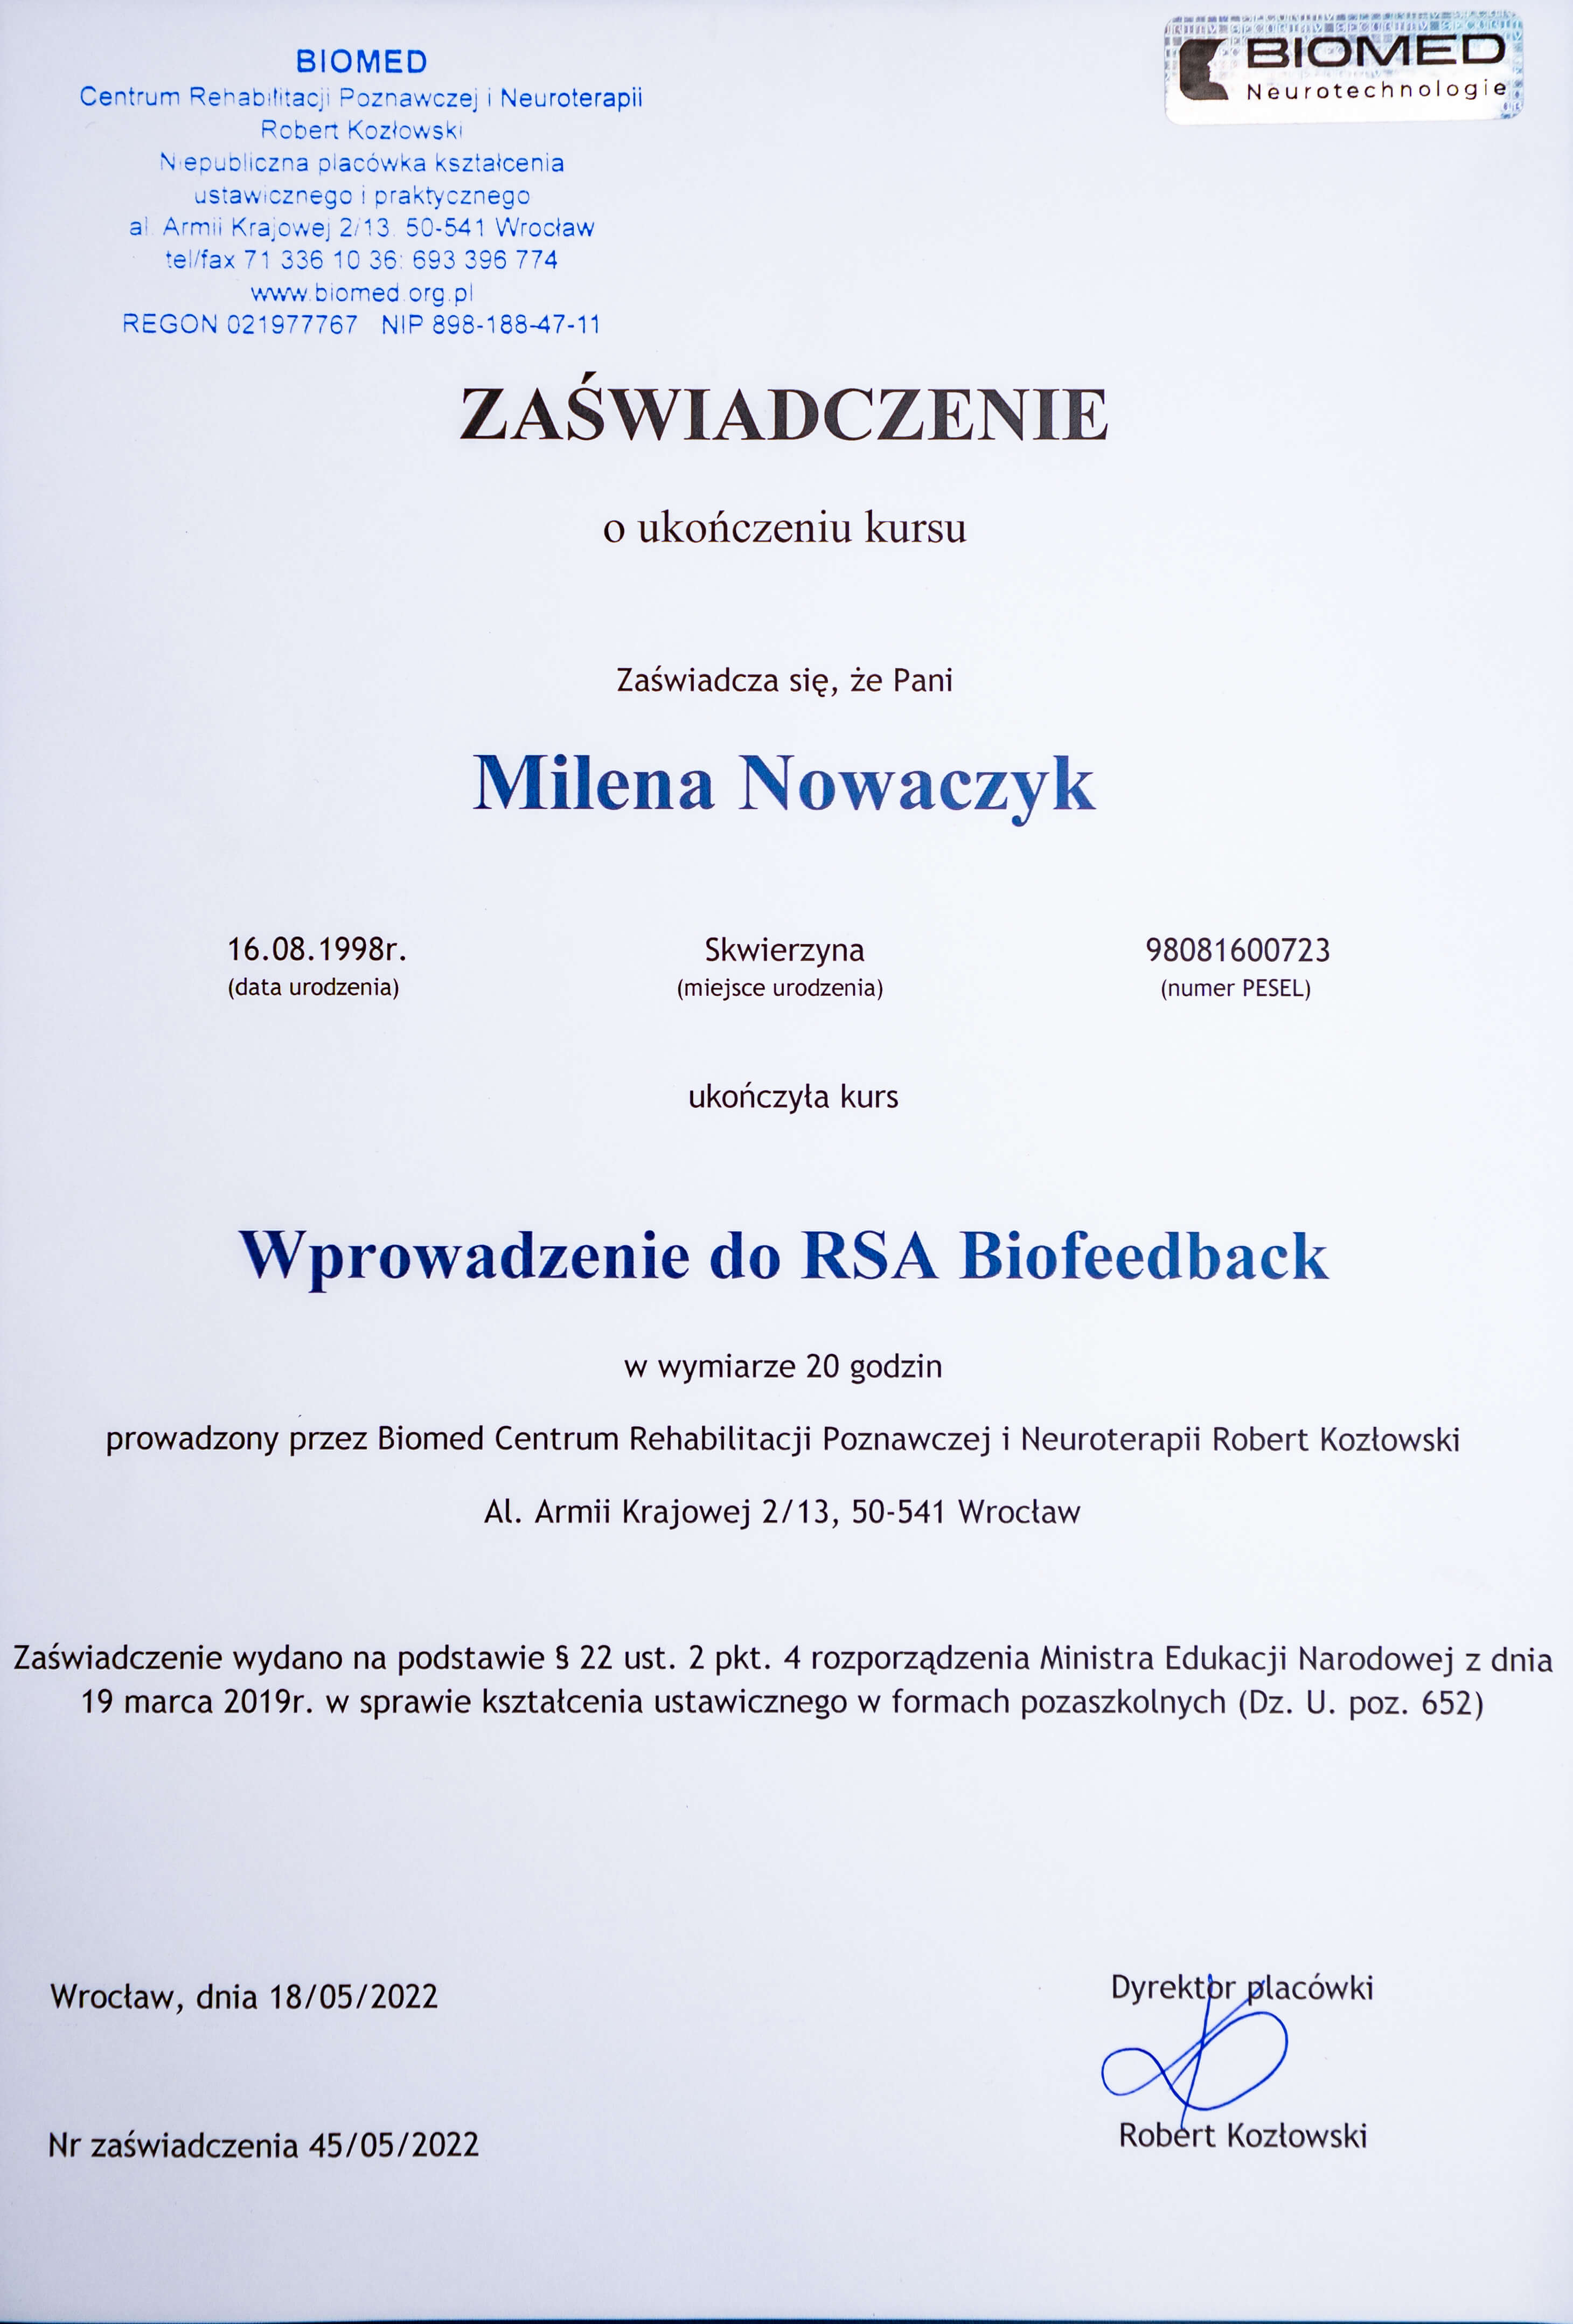 BIOMED
Centrum Rehabilitacji Poznawczej i Neuroterapii
Robert Kozłowski
Niepubliczna placówka kształcenia
ustawicznego i praktycznego
al. Armii Krajowej 2/13. 50-541 Wrocław
tel/fax 71 336 10 36: 693 396 774
www.biomed.org.pl
REGON 021977767 NIP 898-188-47-11
BIOMED
Neurotechnologie
ZAŚWIADCZENIE
o ukończeniu kursu
Zaświadcza się, że Pani
Milena Nowaczyk
16.08.1998r. Skwierzyna 98081600723
(data urodzenia) (miejsce urodzenia) (numer PESEL)
ukończyła kurs
Wprowadzenie do RSA Biofeedback
w wymiarze 20 godzin
prowadzony przez Biomed Centrum Rehabilitacji Poznawczej i Neuroterapii Robert Kozłowski
Al. Armii Krajowej 2/13, 50-541 Wrocław
Zaświadczenie wydano na podstawie § 22 ust. 2 pkt. 4 rozporządzenia Ministra Edukacji Narodowej z dnia
19 marca 2019r. w sprawie kształcenia ustawicznego w formach pozaszkolnych (Dz. U. poz. 652)
Wrocław, dnia 18/05/2022
Dyrektor placówki
Robert Kozłowski
Nr zaświadczenia 45/05/2022